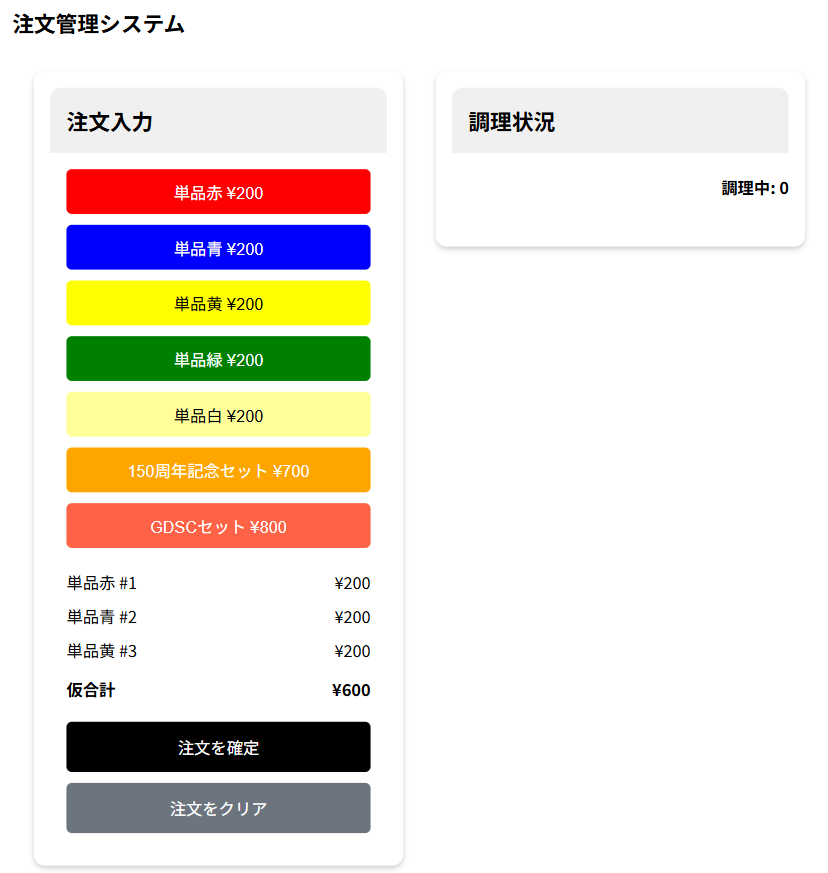 注文管理システム
注文入力
単品赤 ¥200
単品青 ¥200
単品黄 ¥200
単品緑 ¥200
単品白 ¥200
150周年記念セット ¥700
GDSCセット ¥800
単品赤 #1 ¥200
単品青 #2 ¥200
単品黄 #3 ¥200
仮合計 ¥600
注文を確定
注文をクリア
調理状況
調理中: 0